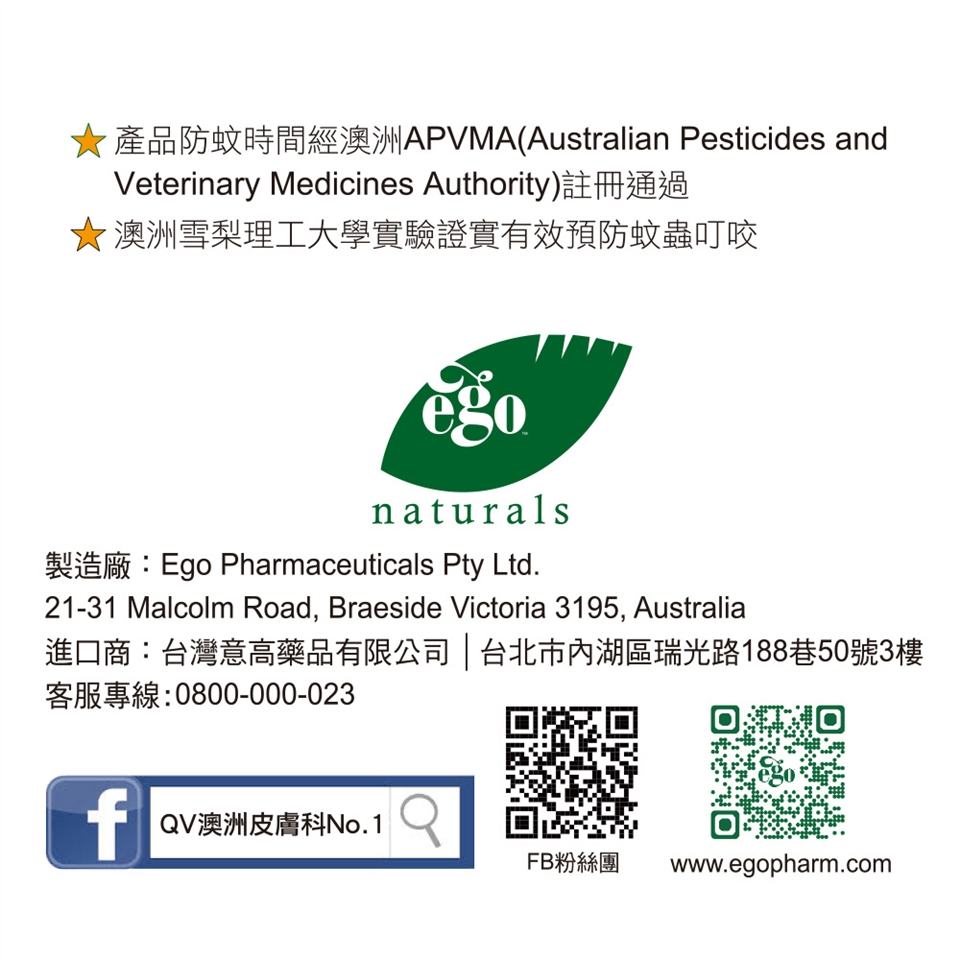 產品防蚊時間經澳洲APVMA(Australian Pesticides and
Veterinary Medicines Authority)註冊通過
澳洲雪梨理工大學實驗證實有效預防蚊蟲叮咬
ego™
naturals
製造廠：Ego Pharmaceuticals Pty Ltd.
21-31 Malcolm Road, Braeside Victoria 3195, Australia
進口商：台灣意高藥品有限公司│台北市內湖區瑞光路188巷50號3樓
客服專線:0800-000-023
f
QV澳洲皮膚科No.1
ego
FB粉絲團
www.egopharm.com